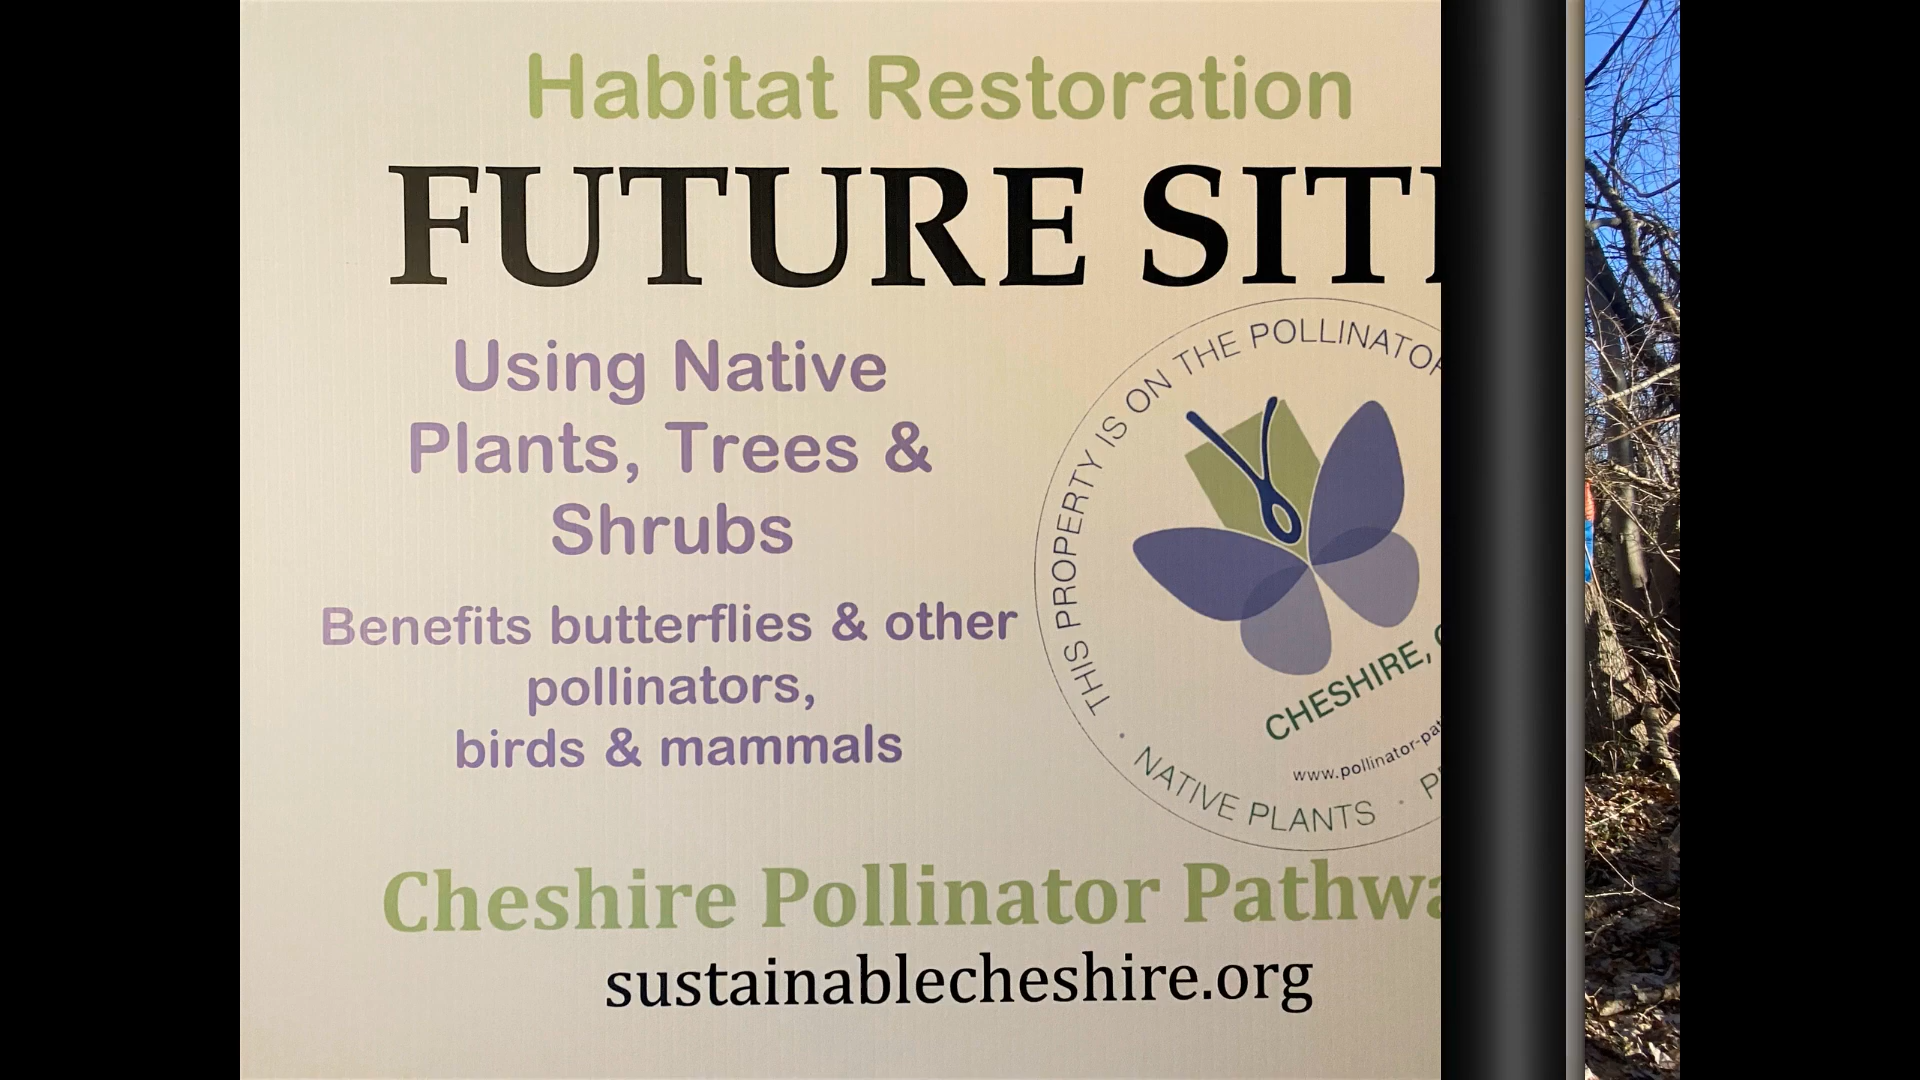 Habitat Restoration
FUTURE SIT
Using Native
Plants, Trees &
Shrubs
Benefits butterflies & other
pollinators,
birds & mammals
THIS PROPERTY IS ON THE POLLINATOR
CHESHIRE,
www.pollinator-pat
• NATIVE PLANTS •
Cheshire Pollinator Pathwa
sustainablecheshire.org